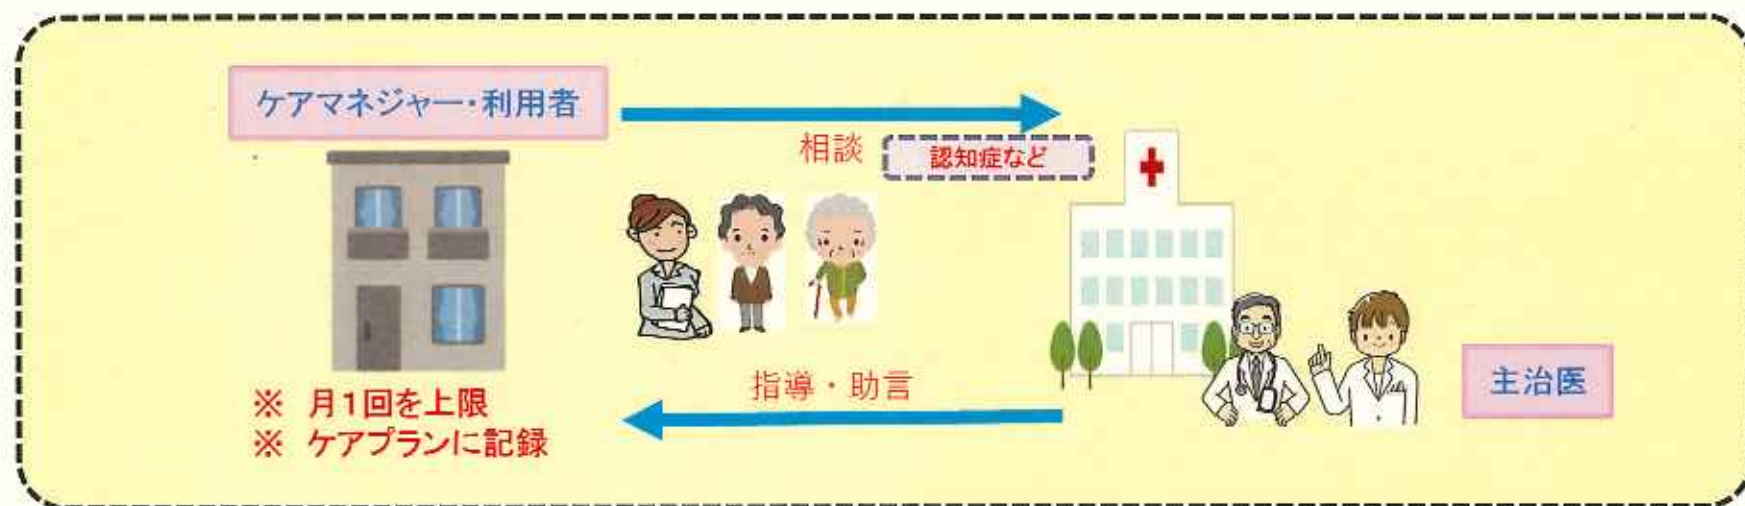 ケアマネジャー・利用者
相談
認知症など
指導・助言
主治医
※ 月1回を上限
※ ケアプランに記録